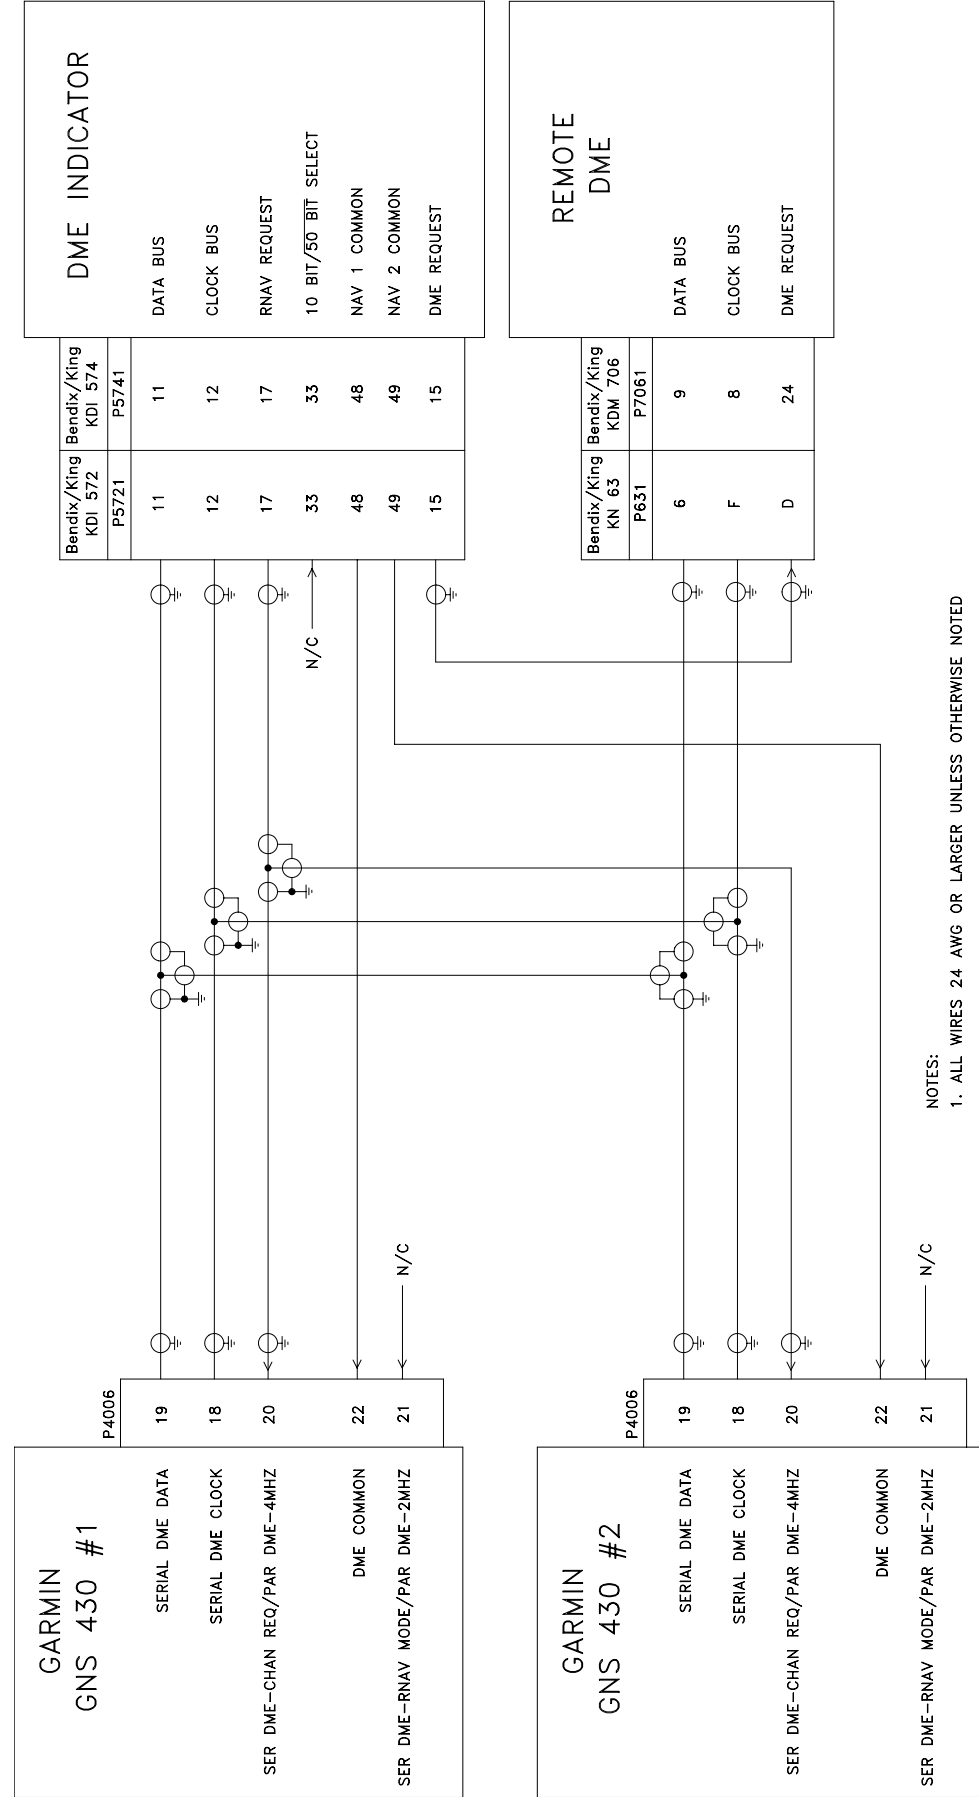 GARMIN
GNS 430 #1
P4006
SERIAL DME DATA 19
SERIAL DME CLOCK 18
SER DME-CHAN REQ/PAR DME-4MHZ 20
DME COMMON 22
SER DME-RNAV MODE/PAR DME-2MHZ 21
N/C
N/C
Bendix/King
KDI 572
P5721
11
12
17
33
48
49
15
Bendix/King
KDI 574
P5741
11
12
17
33
48
49
15
DME INDICATOR
DATA BUS
CLOCK BUS
RNAV REQUEST
10 BIT/50 BIT SELECT
NAV 1 COMMON
NAV 2 COMMON
DME REQUEST
GARMIN
GNS 430 #2
P4006
SERIAL DME DATA 19
SERIAL DME CLOCK 18
SER DME-CHAN REQ/PAR DME-4MHZ 20
DME COMMON 22
SER DME-RNAV MODE/PAR DME-2MHZ 21
N/C
Bendix/King
KN 63
P631
6
F
D
Bendix/King
KDM 706
P7061
9
8
24
REMOTE
DME
DATA BUS
CLOCK BUS
DME REQUEST
NOTES:
1. ALL WIRES 24 AWG OR LARGER UNLESS OTHERWISE NOTED